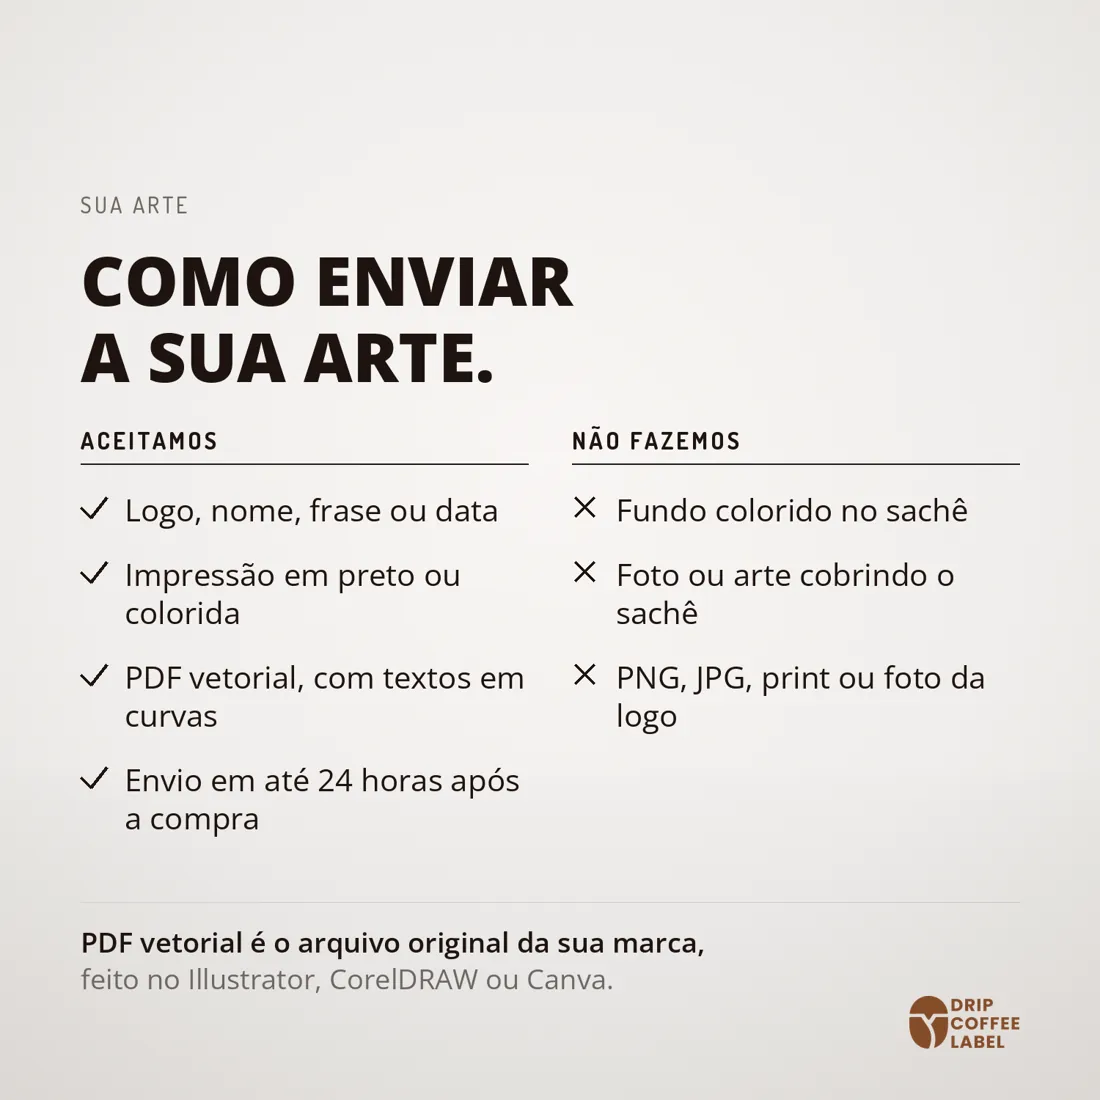 SUA ARTE
COMO ENVIAR
A SUA ARTE.
ACEITAMOS
Logo, nome, frase ou data
Impressão em preto ou
colorida
PDF vetorial, com textos em
curvas
Envio em até 24 horas após
a compra
NÃO FAZEMOS
Fundo colorido no sachê
Foto ou arte cobrindo o
sachê
PNG, JPG, print ou foto da
logo
PDF vetorial é o arquivo original da sua marca,
feito no Illustrator, CorelDRAW ou Canva.
DRIP
COFFEE
LABEL